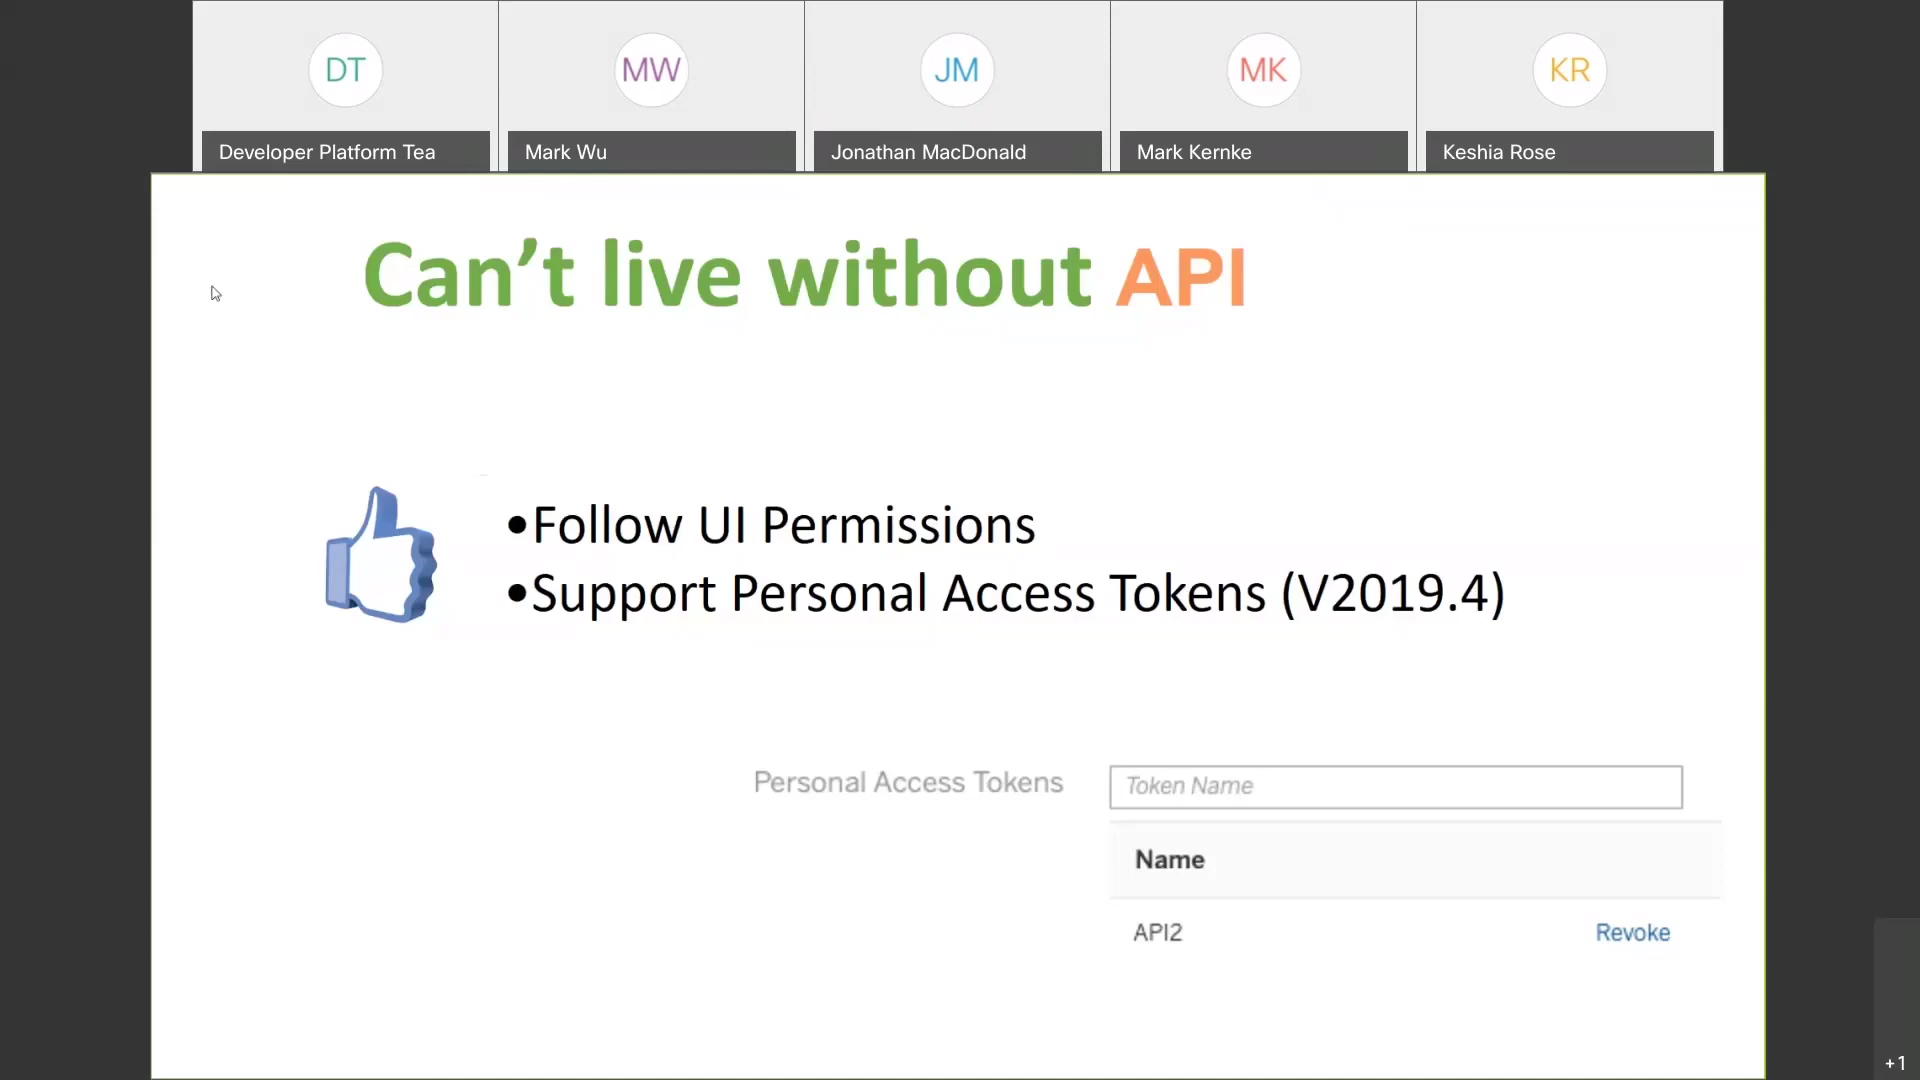 DT
MW
JM
MK
KR
Developer Platform Tea
Mark Wu
Jonathan MacDonald
Mark Kernke
Keshia Rose
Can’t live without API
•Follow UI Permissions
•Support Personal Access Tokens (V2019.4)
Personal Access Tokens
Token Name
Name
API2
Revoke
+1